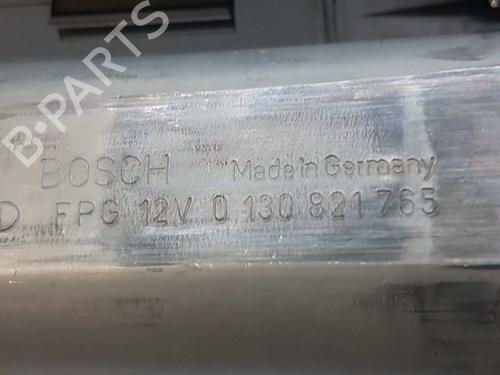 B-PARTS
BOSCH Made in Germany
FPG 12V 0 130 821 765